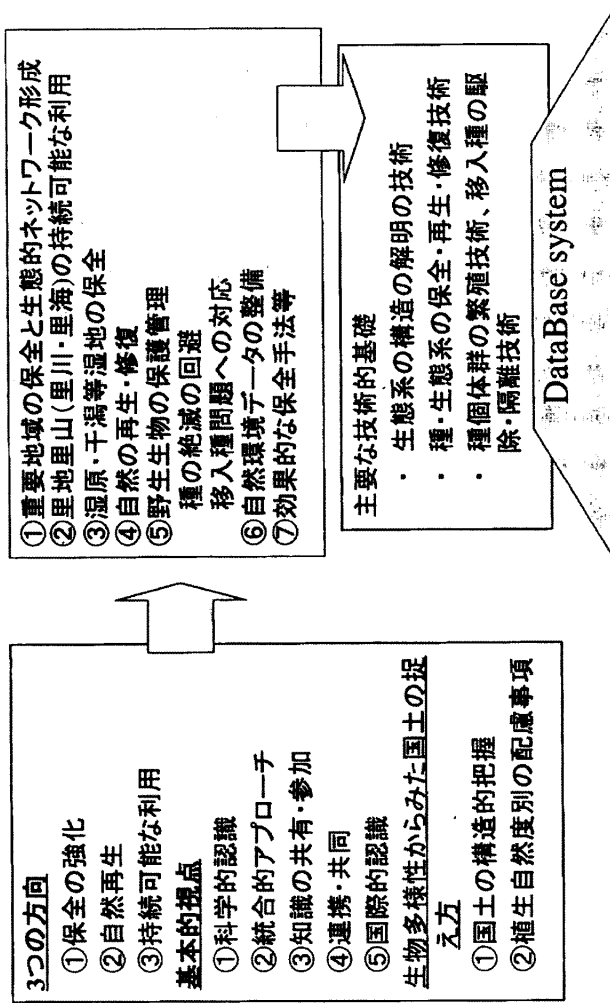 3つの方向
①保全の強化
②自然再生
③持続可能な利用
基本的視点
①科学的認識
②統合的アプローチ
③知識の共有・参加
④連携・共同
⑤国際的認識
生物多様性からみた国土の捉
え方
①国土の構造的把握
②植生自然度別の配慮事項
①重要地域の保全と生態的ネットワーク形成
②里地里山(里川・里海)の持続可能な利用
③湿原・干潟等湿地の保全
④自然の再生・修復
⑤野生生物の保護管理
種の絶滅の回避
移入種問題への対応
⑥自然環境データの整備
⑦効果的な保全手法等
主要な技術的基礎
・ 生態系の構造の解明の技術
・ 種・生態系の保全・再生・修復技術
・ 種個体群の繁殖技術、移入種の駆
除・隔離技術
DataBase system